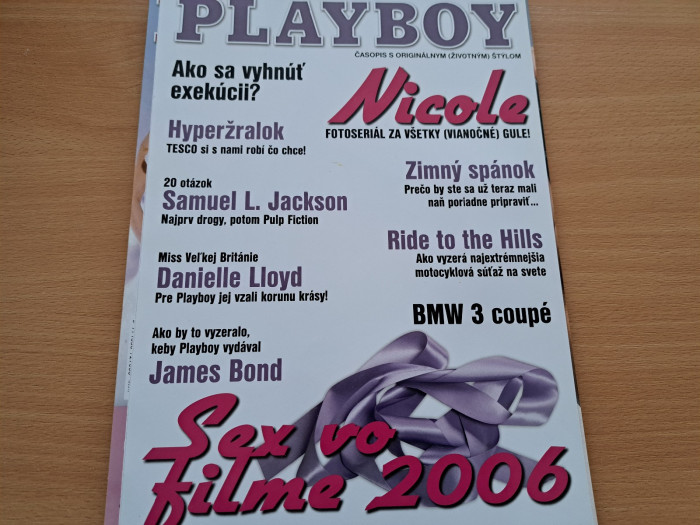 PLAYBOY
ČASOPIS S ORIGINÁLNYM (ŽIVOTNÝM) ŠTÝLOM
Ako sa vyhnúť
exekúcii?
Nicole
FOTOSERIÁL ZA VŠETKY (VIANOČNÉ) GULE!
Hyperžralok
TESCO si s nami robí čo chce!
Zimný spánok
Prečo by ste sa už teraz mali
naň poriadne pripraviť...
20 otázok
Samuel L. Jackson
Najprv drogy, potom Pulp Fiction
Ride to the Hills
Ako vyzerá najextrémnejšia
motocyklová súťaž na svete
Miss Veľkej Británie
Danielle Lloyd
Pre Playboy jej vzali korunu krásy!
BMW 3 coupé
Ako by to vyzeralo,
keby Playboy vydával
James Bond
Sex vo
filme 2006